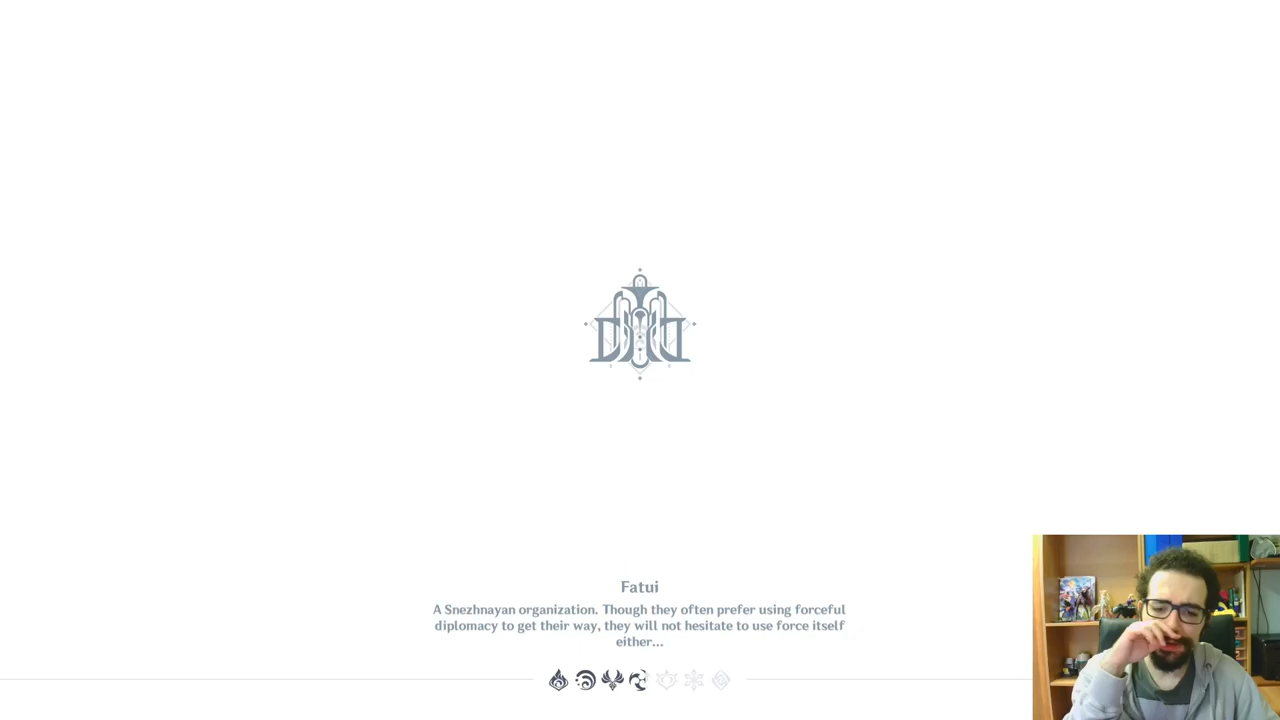 Fatui
A Snezhnayan organization. Though they often prefer using forceful
diplomacy to get their way, they will not hesitate to use force itself
either...